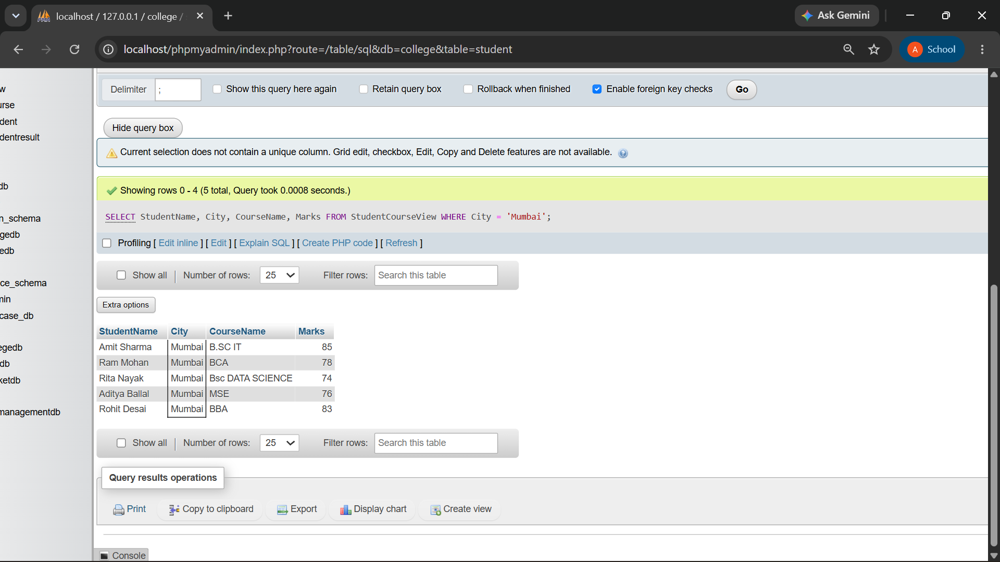 localhost / 127.0.0.1 / college /
Ask Gemini
localhost/phpmyadmin/index.php?route=/table/sql&db=college&table=student
A School
w
urse
dent
dentresult
db
n_schema
gedb
edb
ce_schema
min
case_db
egedb
db
ketdb
managementdb
Delimiter ; Show this query here again Retain query box Rollback when finished Enable foreign key checks Go
Hide query box
Current selection does not contain a unique column. Grid edit, checkbox, Edit, Copy and Delete features are not available.
Showing rows 0 - 4 (5 total, Query took 0.0008 seconds.)
SELECT StudentName, City, CourseName, Marks FROM StudentCourseView WHERE City = 'Mumbai';
Profiling [ Edit inline ] [ Edit ] [ Explain SQL ] [ Create PHP code ] [ Refresh ]
Show all | Number of rows: 25 Filter rows: Search this table
Extra options
StudentName City CourseName Marks
Amit Sharma Mumbai B.SC IT 85
Ram Mohan Mumbai BCA 78
Rita Nayak Mumbai Bsc DATA SCIENCE 74
Aditya Ballal Mumbai MSE 76
Rohit Desai Mumbai BBA 83
Show all | Number of rows: 25 Filter rows: Search this table
Query results operations
Print Copy to clipboard Export Display chart Create view
Console